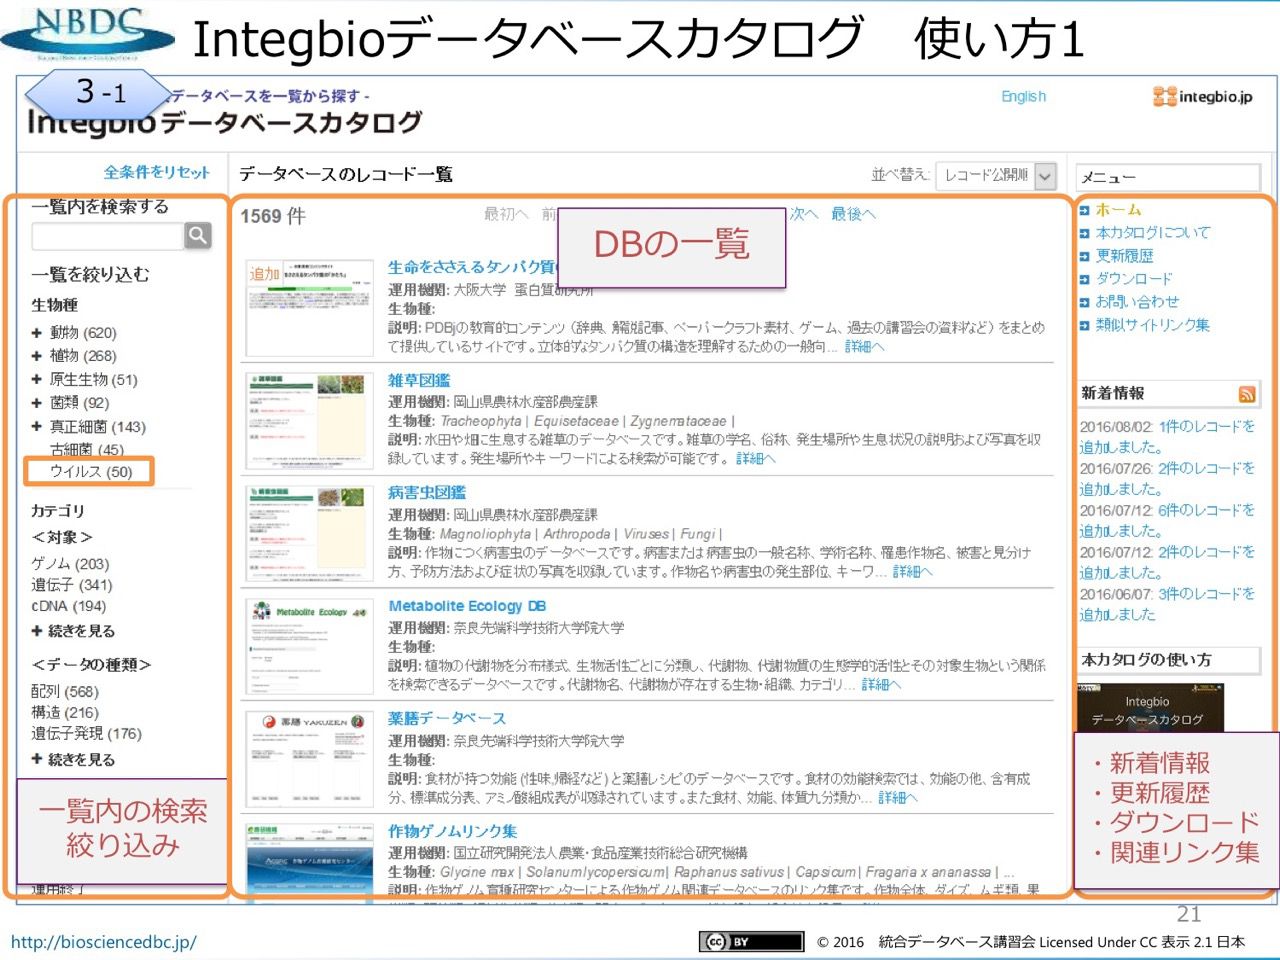 NBDC
Integbioデータベースカタログ　使い方1
3-1
データベースを一覧から探す -
Integbioデータベースカタログ
English
integbio.jp
全条件をリセット
データベースのレコード一覧
並べ替え:
レコード公開順
メニュー
一覧内を検索する
一覧を絞り込む
生物種
+ 動物 (620)
+ 植物 (268)
+ 原生生物 (51)
+ 菌類 (92)
+ 真正細菌 (143)
古細菌 (45)
ウイルス (50)
カテゴリ
<対象>
ゲノム (203)
遺伝子 (341)
cDNA (194)
+ 続きを見る
<データの種類>
配列 (568)
構造 (216)
遺伝子発現 (176)
+ 続きを見る
一覧内の検索
絞り込み
運用終了
1569 件
最初へ 前
次へ 最後へ
DBの一覧
追加
生命をささえるタンパク質
運用機関: 大阪大学 蛋白質研究所
生物種:
説明: PDBjの教育的コンテンツ（辞典、解説記事、ペーパークラフト素材、ゲーム、過去の講習会の資料など）をまとめ
て提供しているサイトです。立体的なタンパク質の構造を理解するための一般向... 詳細へ
雑草図鑑
雑草図鑑
運用機関: 岡山県農林水産部農産課
生物種: Tracheophyta | Equisetaceae | Zygnemataceae |
説明: 水田や畑に生息する雑草のデータベースです。雑草の学名、俗称、発生場所や生息状況の説明および写真を収
録しています。発生場所やキーワードによる検索が可能です。 詳細へ
病害虫図鑑
病害虫図鑑
運用機関: 岡山県農林水産部農産課
生物種: Magnoliophyta | Arthropoda | Viruses | Fungi |
説明: 作物につく病害虫のデータベースです。病害または病害虫の一般名称、学術名称、罹患作物名、被害と見分け
方、予防方法および症状の写真を収録しています。作物名や病害虫の発生部位、キーワ... 詳細へ
Metabolite Ecology
Metabolite Ecology DB
運用機関: 奈良先端科学技術大学院大学
生物種:
説明: 植物の代謝物を分布様式、生物活性ごとに分類し、代謝物、代謝物質の生態学的活性とその対象生物という関係
を検索できるデータベースです。代謝物名、代謝物が存在する生物・組織、カテゴリ... 詳細へ
薬膳 YAKUZEN
薬膳データベース
運用機関: 奈良先端科学技術大学院大学
生物種:
説明: 食材が持つ効能（性味、帰経など）と薬膳レシピのデータベースです。食材の効能検索では、効能の他、含有成
分、標準成分表、アミノ酸組成表が収録されています。また食材、効能、体質九分類か... 詳細へ
作物ゲノムリンク集
運用機関: 国立研究開発法人農業・食品産業技術総合研究機構
生物種: Glycine max | Solanum lycopersicum | Raphanus sativus | Capsicum | Fragaria x ananassa | ...
説明: 作物ゲノム育種研究センターによる作物ゲノム関連データベースのリンク集です。作物全体、ダイズ、ムギ類、果
ホーム
本カタログについて
更新履歴
ダウンロード
お問い合わせ
類似サイトリンク集
新着情報
2016/08/02: 1件のレコードを
追加しました。
2016/07/26: 2件のレコードを
追加しました。
2016/07/12: 6件のレコードを
追加しました。
2016/07/12: 2件のレコードを
追加しました。
2016/06/07: 3件のレコードを
追加しました
本カタログの使い方
Integbio
データベースカタログ
・新着情報
・更新履歴
・ダウンロード
・関連リンク集
21
http://biosciencedbc.jp/
cc BY
© 2016　統合データベース講習会 Licensed Under CC 表示 2.1 日本